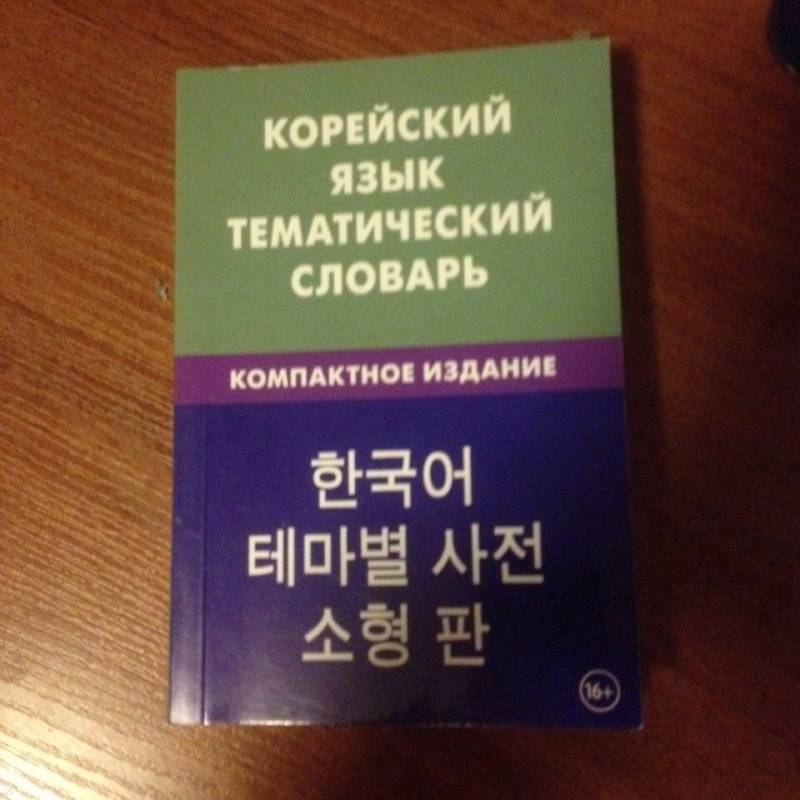 КОРЕЙСКИЙ
ЯЗЫК
ТЕМАТИЧЕСКИЙ
СЛОВАРЬ
КОМПАКТНОЕ ИЗДАНИЕ
한국어
테마별 사전
소형 판
16+